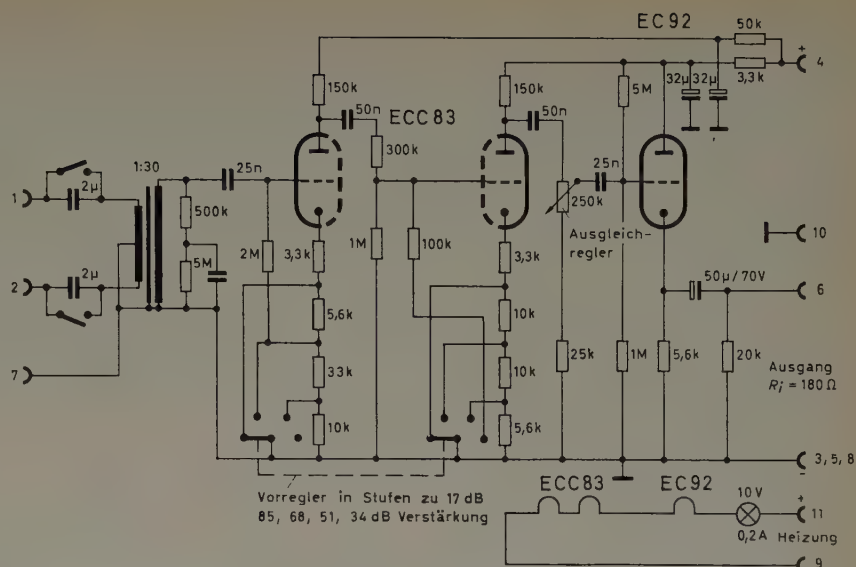 EC92
50k
+
4
3,3k
32µ
32µ
150k
50n
ECC83
150k
50n
5M
300k
1:30
25n
25n
1
2µ
250k
Ausgleich-
regler
10
500k
2M
3,3k
1M
100k
3,3k
5M
50µ/70V
6
2
2µ
5,6k
10k
7
33k
10k
25k
1M
5,6k
20k
Ausgang
Ri = 180 Ω
10k
5,6k
3, 5, 8
-
Vorregler in Stufen zu 17 dB
85, 68, 51, 34 dB Verstärkung
ECC83
EC92
10V
+
11
0,2A
Heizung
9